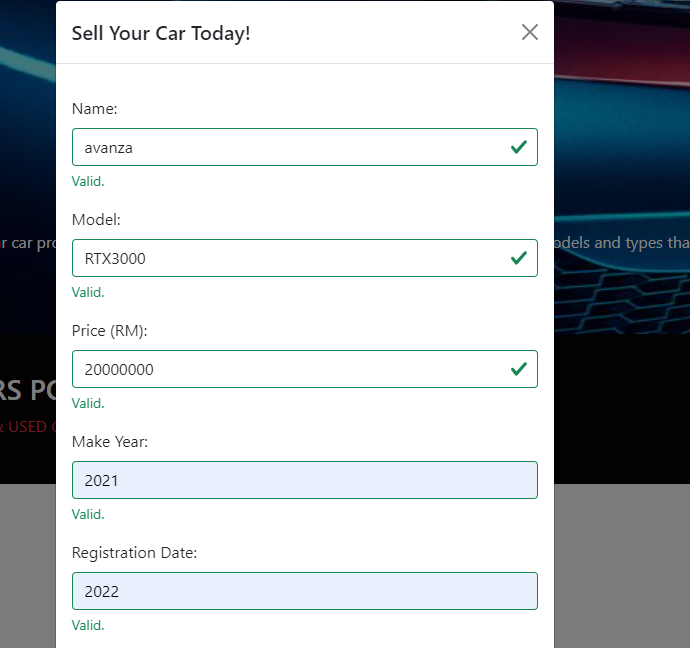 Sell Your Car Today!
Name:
avanza
Valid.
Model:
RTX3000
Valid.
r car pro
odels and types tha
Price (RM):
20000000
Valid.
RS PO
& USED
Make Year:
2021
Valid.
Registration Date:
2022
Valid.